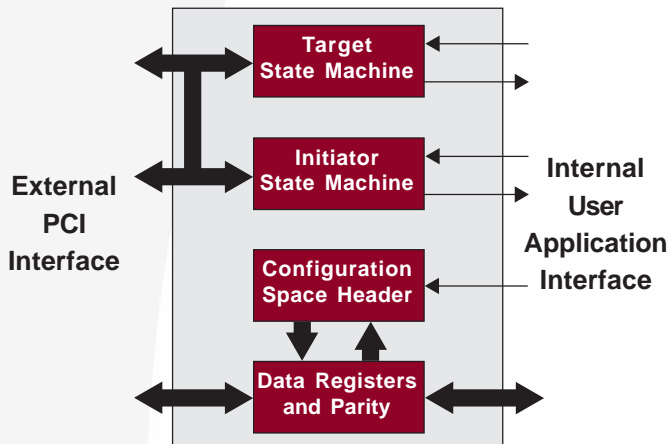 Target
State Machine
Initiator
State Machine
External
PCI
Interface
Internal
User
Application
Interface
Configuration
Space Header
Data Registers
and Parity